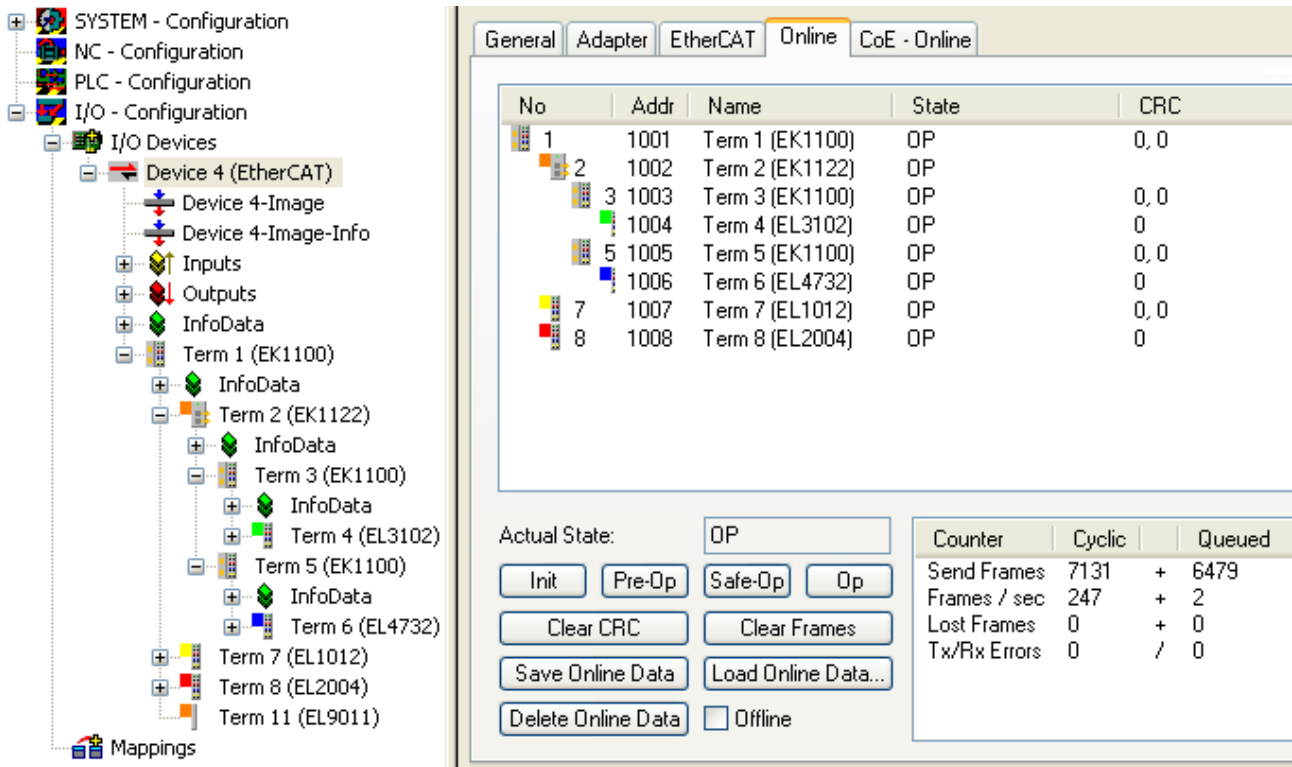 SYSTEM - Configuration
NC - Configuration
PLC - Configuration
I/O - Configuration
I/O Devices
Device 4 (EtherCAT)
Device 4-Image
Device 4-Image-Info
Inputs
Outputs
InfoData
Term 1 (EK1100)
InfoData
Term 2 (EK1122)
InfoData
Term 3 (EK1100)
InfoData
Term 4 (EL3102)
Term 5 (EK1100)
InfoData
Term 6 (EL4732)
Term 7 (EL1012)
Term 8 (EL2004)
Term 11 (EL9011)
Mappings
General Adapter EtherCAT Online CoE - Online
No Addr Name State CRC
1 1001 Term 1 (EK1100) OP 0, 0
2 1002 Term 2 (EK1122) OP
3 1003 Term 3 (EK1100) OP 0, 0
1004 Term 4 (EL3102) OP 0
5 1005 Term 5 (EK1100) OP 0, 0
1006 Term 6 (EL4732) OP 0
7 1007 Term 7 (EL1012) OP 0, 0
8 1008 Term 8 (EL2004) OP 0
Actual State: OP
Init Pre-Op Safe-Op Op
Clear CRC Clear Frames
Save Online Data Load Online Data...
Delete Online Data Offline
Counter Cyclic Queued
Send Frames 7131 + 6479
Frames / sec 247 + 2
Lost Frames 0 + 0
Tx/Rx Errors 0 / 0